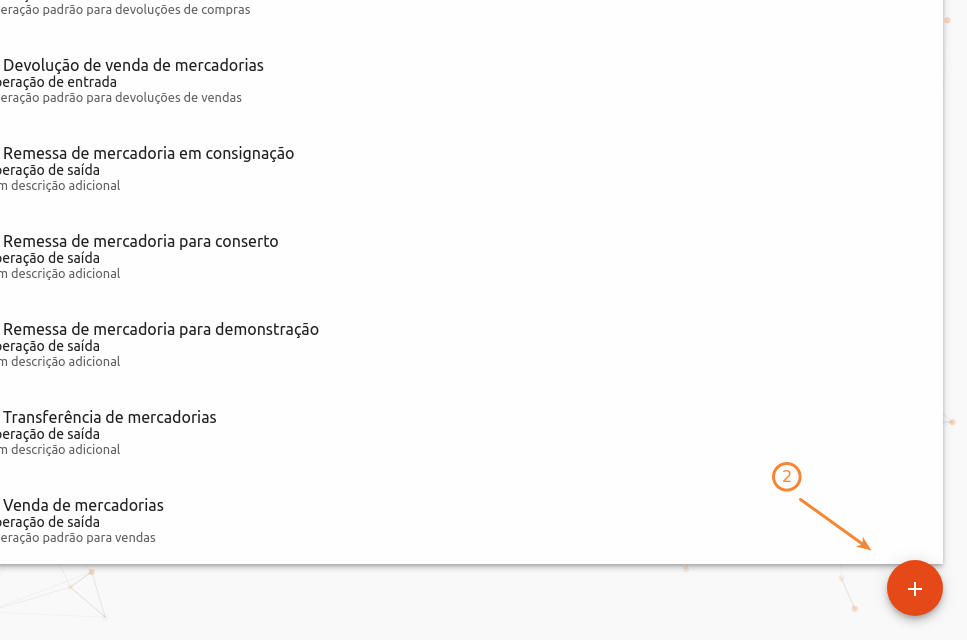 eração padrão para devoluções de compras
Devolução de venda de mercadorias
peração de entrada
eração padrão para devoluções de vendas
Remessa de mercadoria em consignação
peração de saída
m descrição adicional
Remessa de mercadoria para conserto
peração de saída
m descrição adicional
Remessa de mercadoria para demonstração
peração de saída
m descrição adicional
Transferência de mercadorias
peração de saída
m descrição adicional
Venda de mercadorias
peração de saída
eração padrão para vendas
2
+